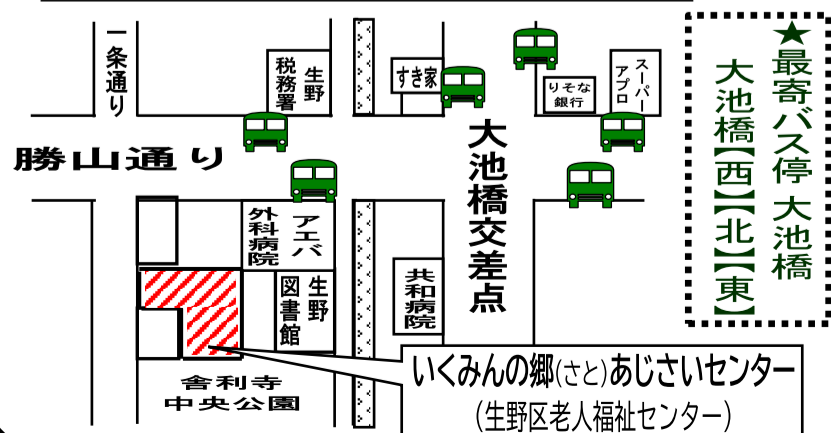 一条通り
生野
税務署
すき家
りそな
銀行
スーパー
アプロ
勝山通り
大池橋交差点
アエバ
外科病院
生野
図書館
共和病院
舎利寺
中央公園
いくみんの郷(さと)あじさいセンター
(生野区老人福祉センター)
★最寄バス停 大池橋
大池橋【西】【北】【東】